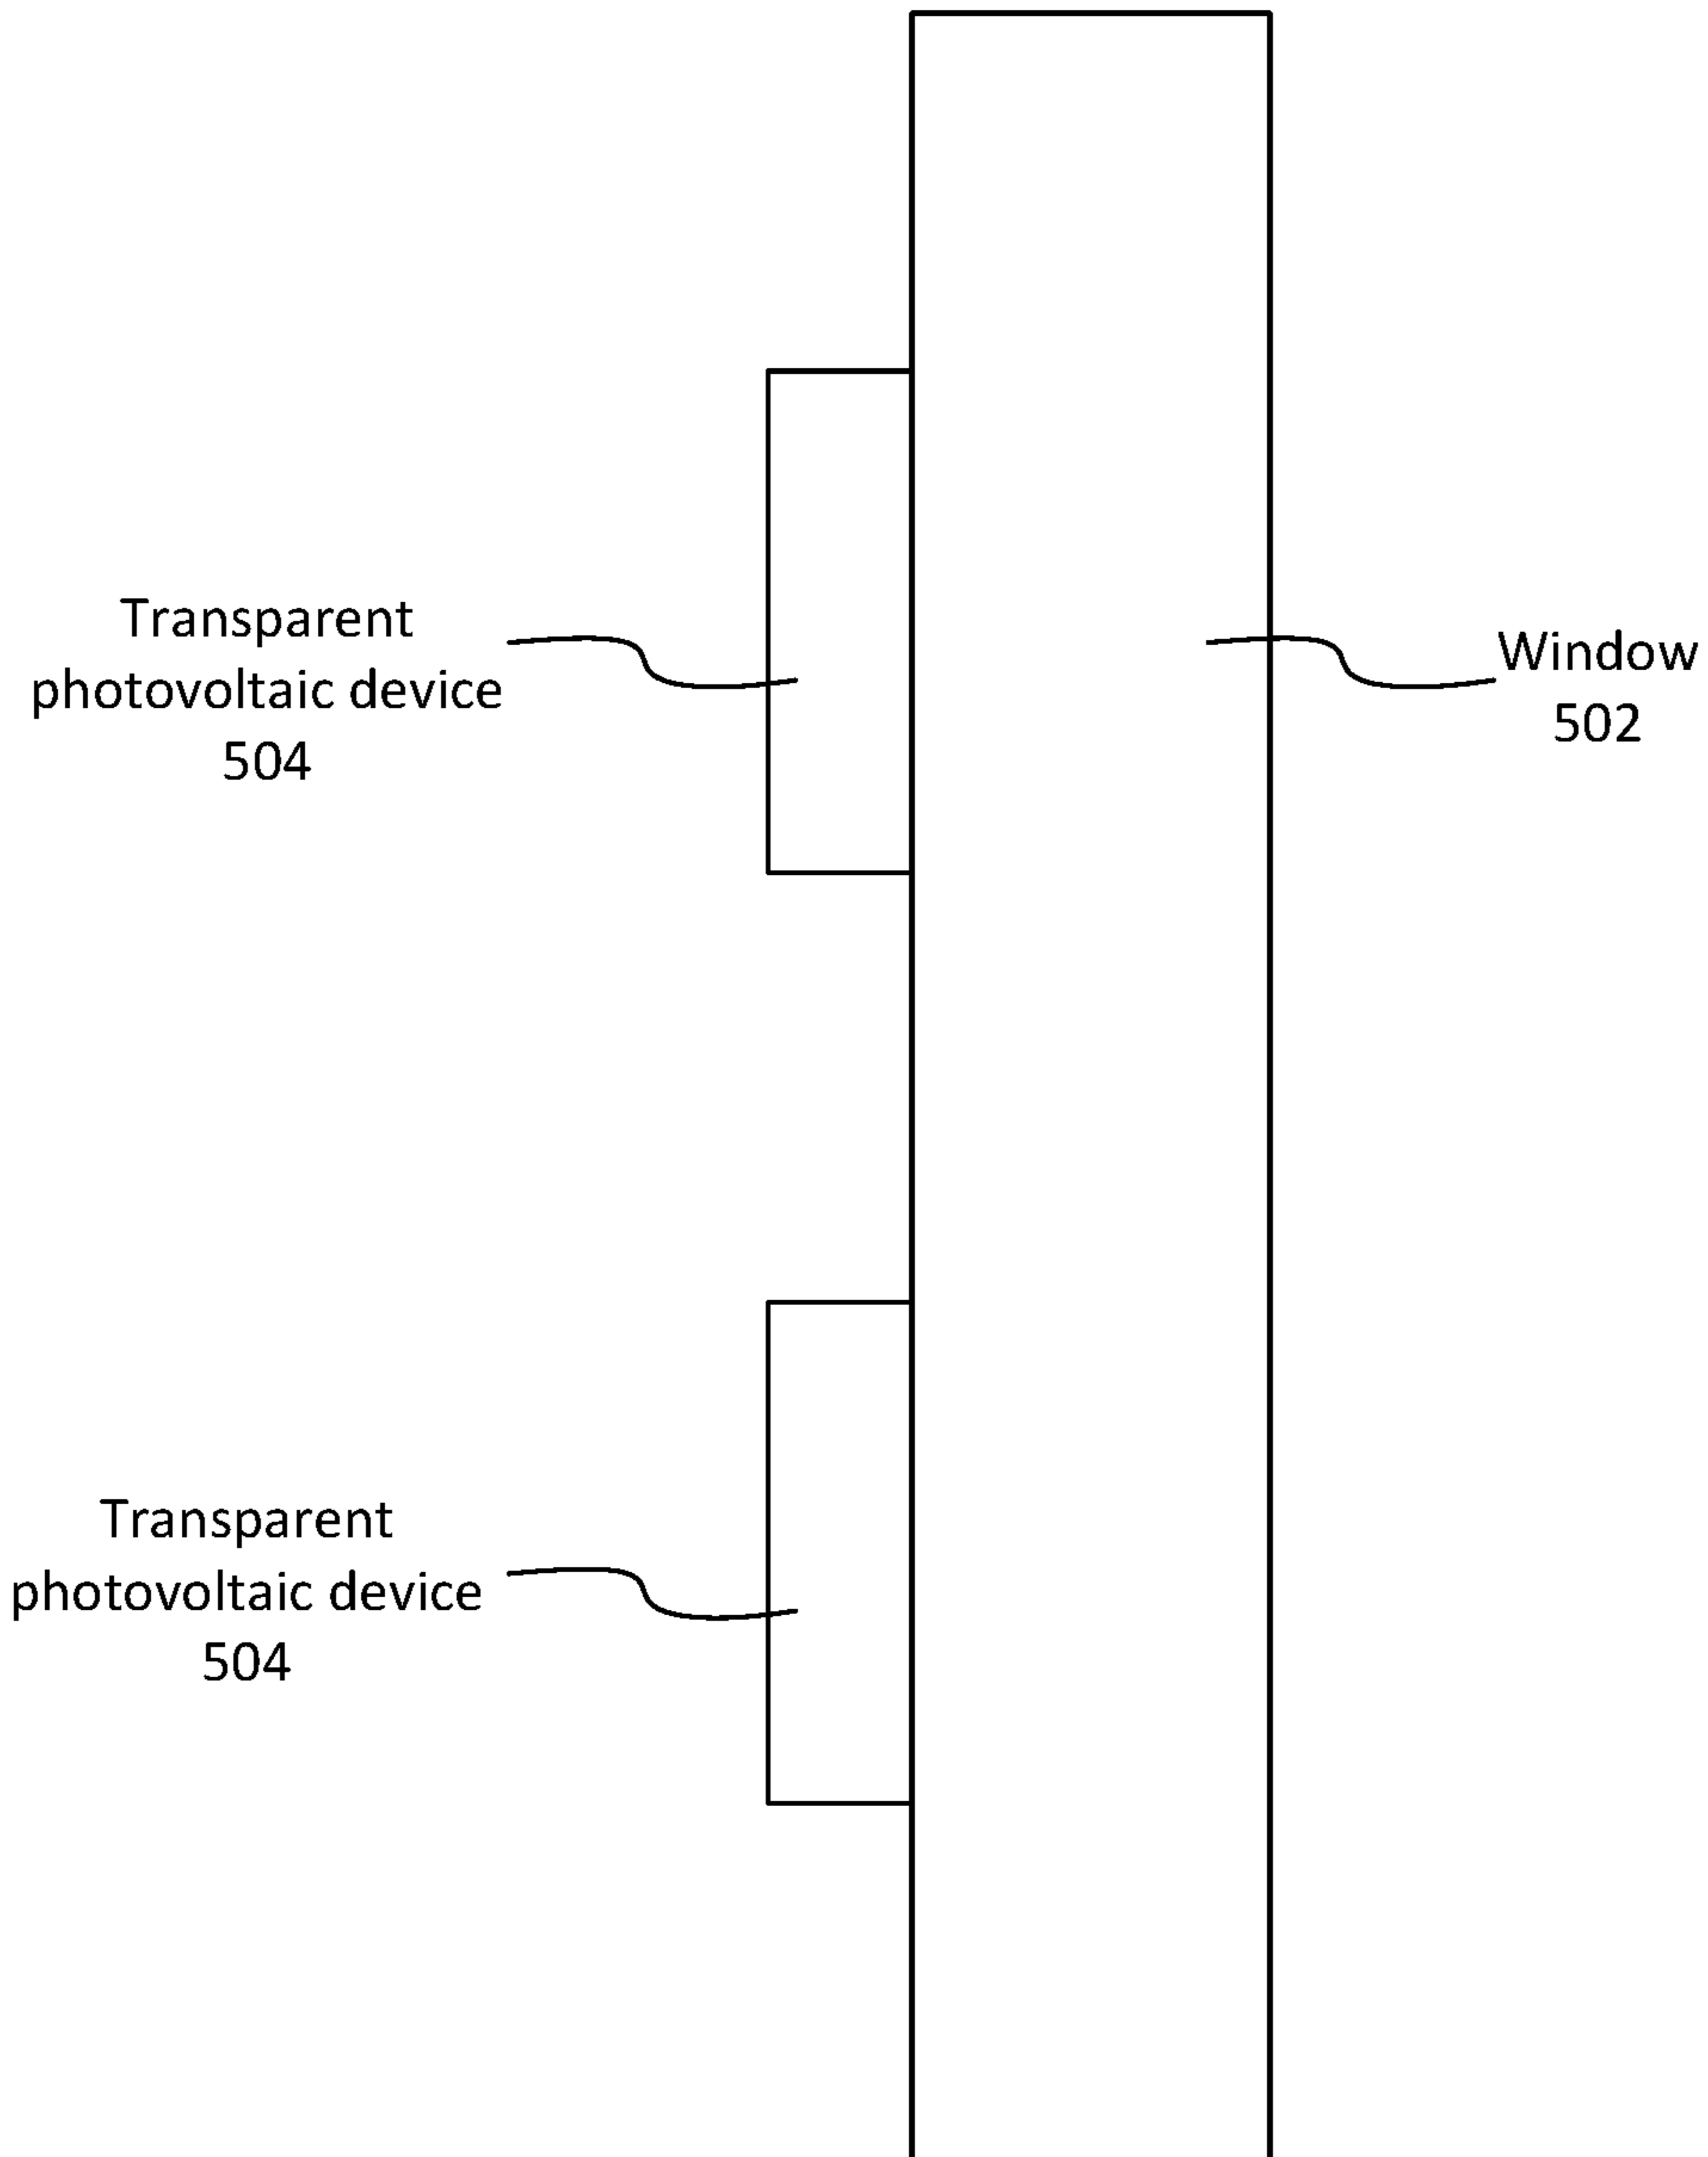 Transparent
photovoltaic device
504
Window
502
Transparent
photovoltaic device
504